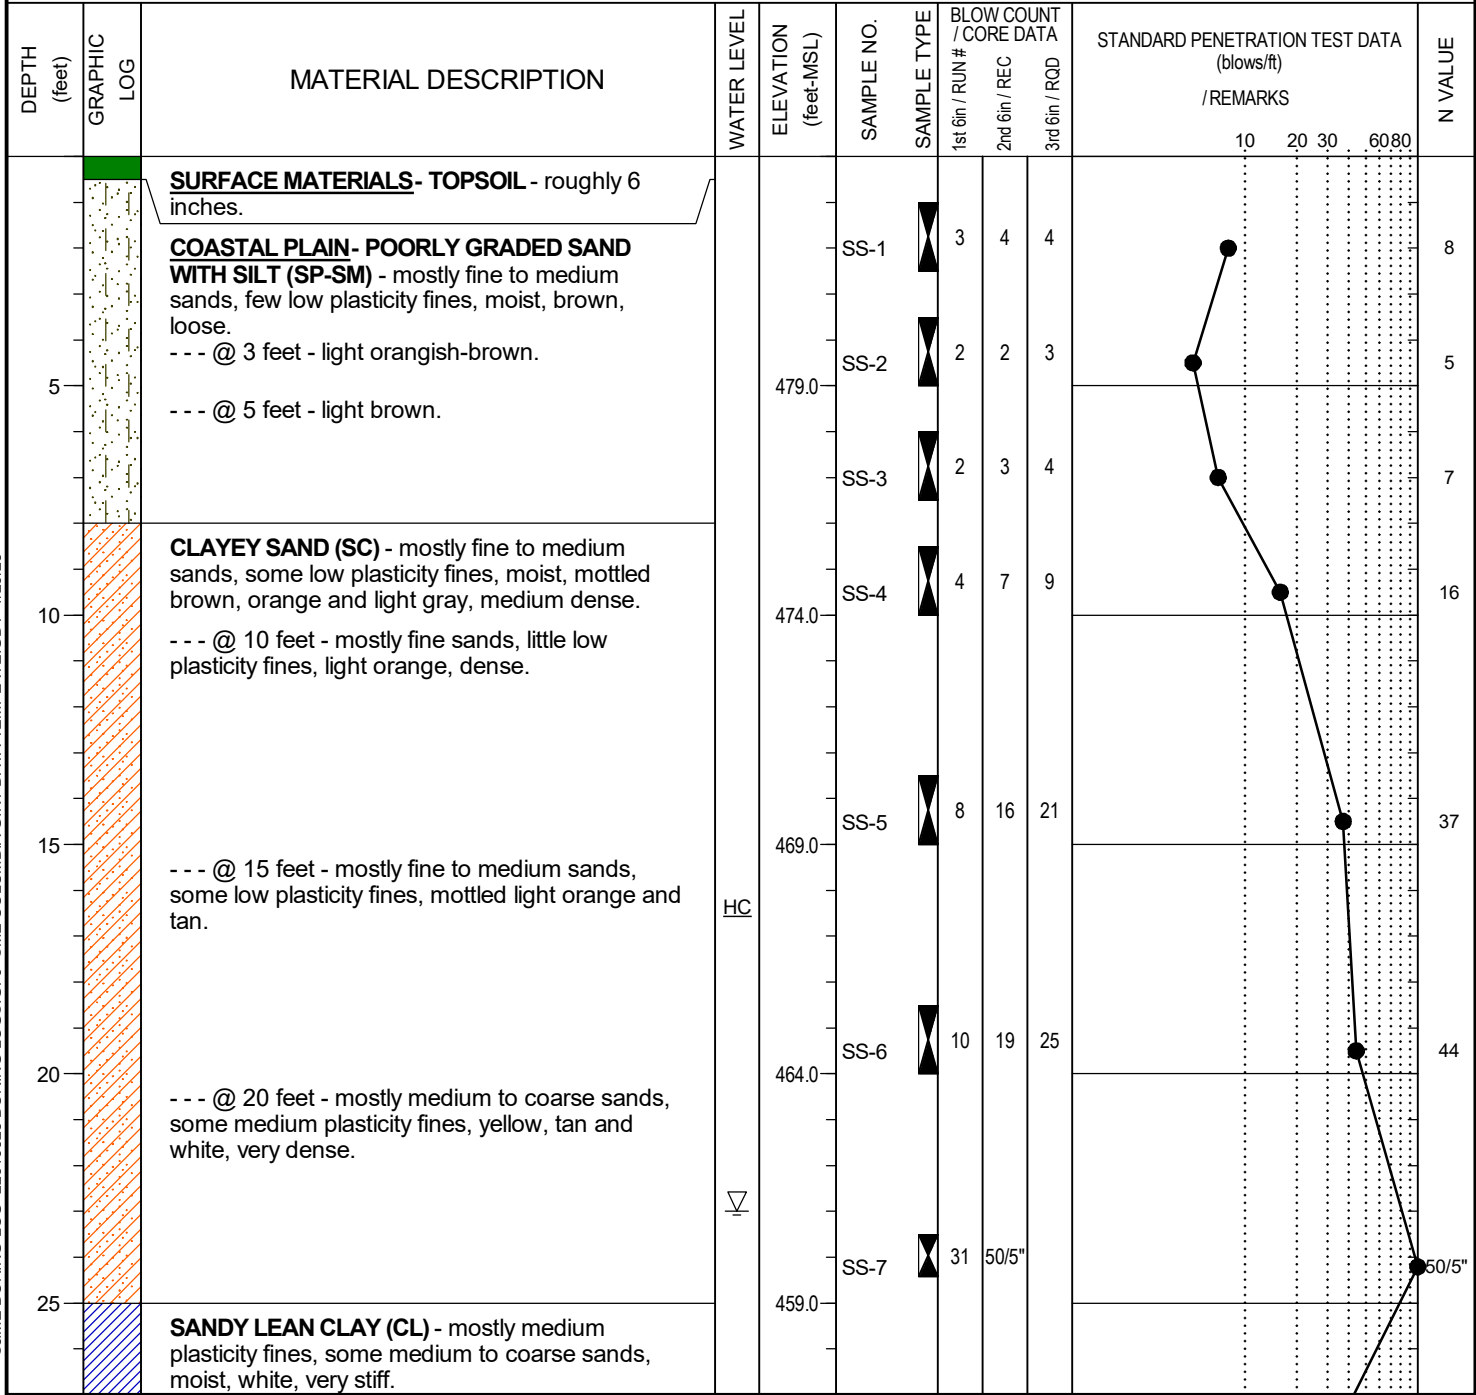 DEPTH
(feet)
GRAPHIC
LOG
MATERIAL DESCRIPTION
WATER LEVEL
ELEVATION
(feet-MSL)
SAMPLE NO.
SAMPLE TYPE
BLOW COUNT
/ CORE DATA
1st 6in / RUN #
2nd 6in / REC
3rd 6in / RQD
STANDARD PENETRATION TEST DATA
(blows/ft)
/REMARKS
10 20 30 60 80
N VALUE
SURFACE MATERIALS - TOPSOIL - roughly 6
inches.
COASTAL PLAIN - POORLY GRADED SAND
WITH SILT (SP-SM) - mostly fine to medium
sands, few low plasticity fines, moist, brown,
loose.
SS-1 3 4 4 8
- - - @ 3 feet - light orangish-brown.
SS-2 2 2 3 5
5 479.0
- - - @ 5 feet - light brown.
SS-3 2 3 4 7
CLAYEY SAND (SC) - mostly fine to medium
sands, some low plasticity fines, moist, mottled
brown, orange and light gray, medium dense.
SS-4 4 7 9 16
10 474.0
- - - @ 10 feet - mostly fine sands, little low
plasticity fines, light orange, dense.
SS-5 8 16 21 37
15 469.0
- - - @ 15 feet - mostly fine to medium sands,
some low plasticity fines, mottled light orange and
tan.
HC
SS-6 10 19 25 44
20 464.0
- - - @ 20 feet - mostly medium to coarse sands,
some medium plasticity fines, yellow, tan and
white, very dense.
SS-7 31 50/5" 50/5"
25 459.0
SANDY LEAN CLAY (CL) - mostly medium
plasticity fines, some medium to coarse sands,
moist, white, very stiff.